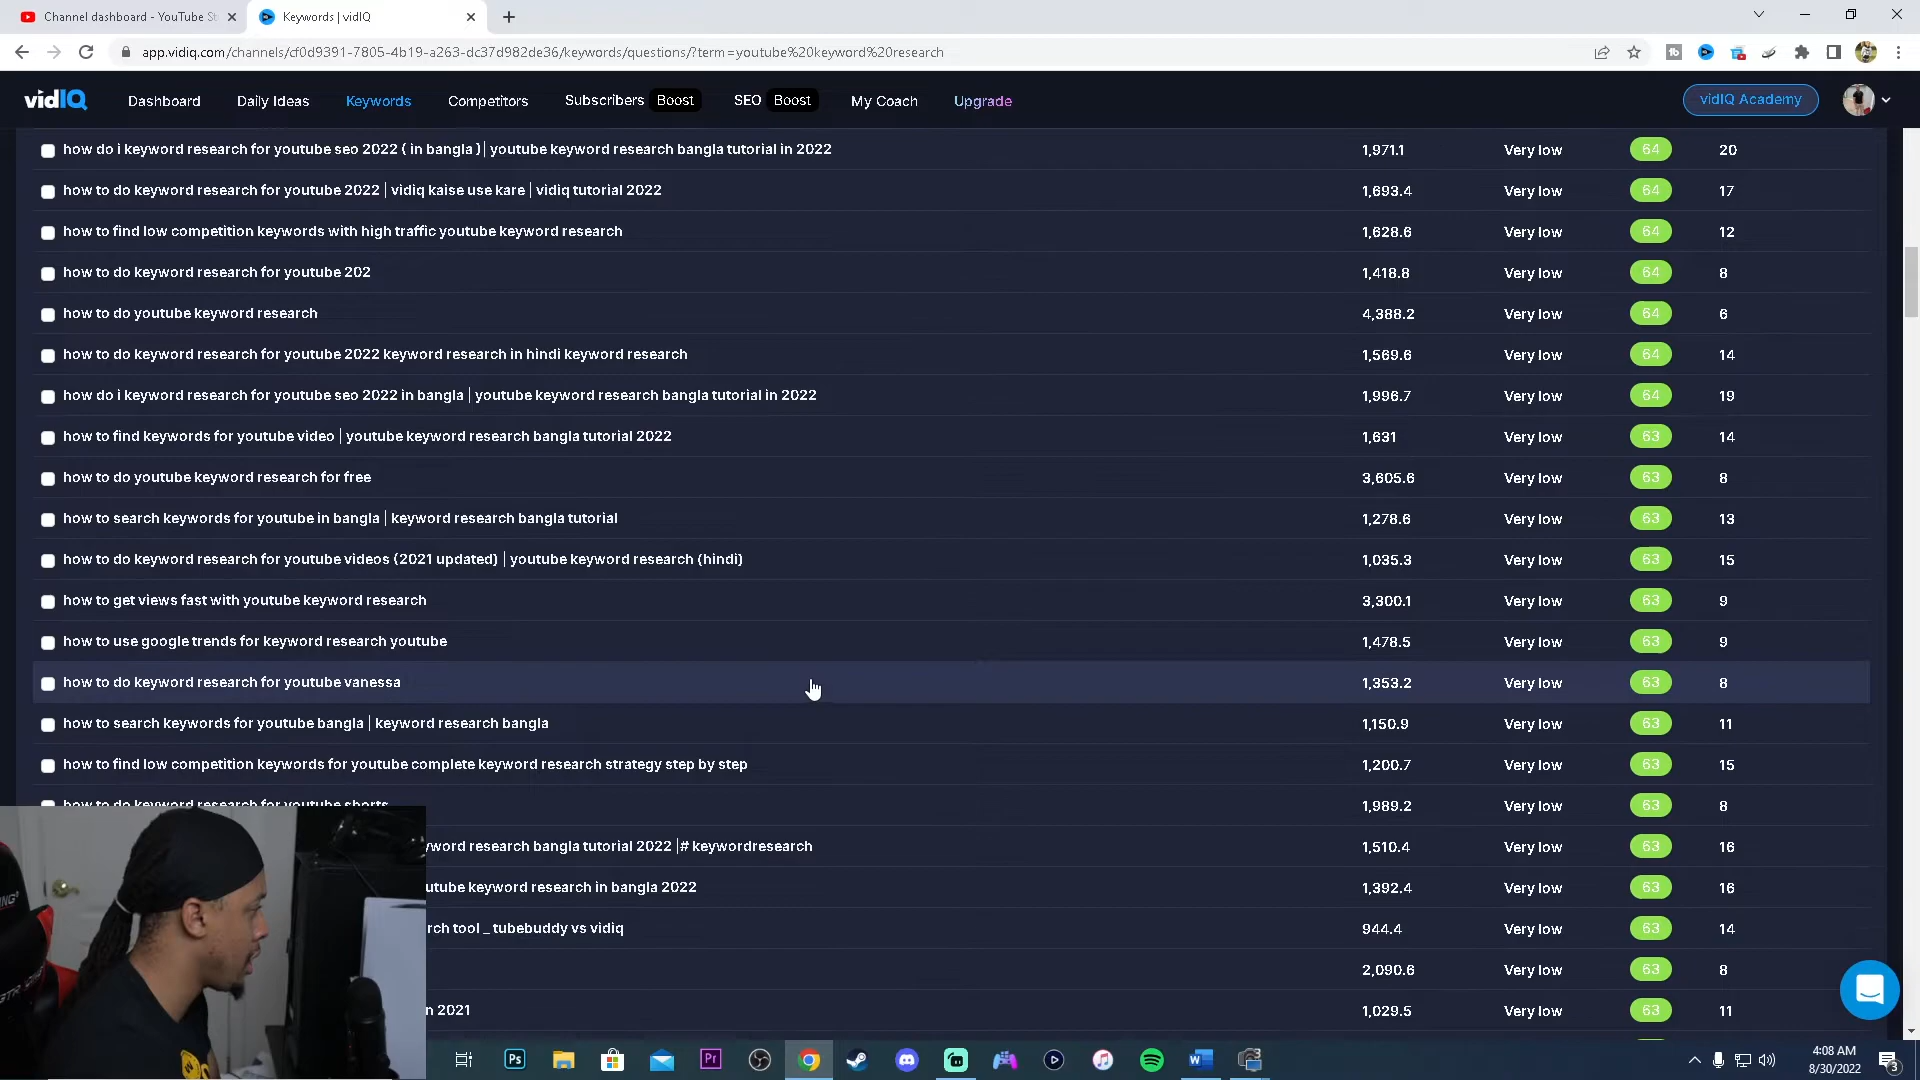 Channel dashboard - YouTube St
Keywords | vidIQ
app.vidiq.com/channels/cf0d9391-7805-4b19-a263-dc37d982de36/keywords/questions/?term=youtube%20keyword%20research
vidIQ Dashboard Daily Ideas Keywords Competitors Subscribers Boost SEO Boost My Coach Upgrade vidIQ Academy
how do i keyword research for youtube seo 2022 ( in bangla )| youtube keyword research bangla tutorial in 2022 1,971.1 Very low 64 20
how to do keyword research for youtube 2022 | vidiq kaise use kare | vidiq tutorial 2022 1,693.4 Very low 64 17
how to find low competition keywords with high traffic youtube keyword research 1,628.6 Very low 64 12
how to do keyword research for youtube 202 1,418.8 Very low 64 8
how to do youtube keyword research 4,388.2 Very low 64 6
how to do keyword research for youtube 2022 keyword research in hindi keyword research 1,569.6 Very low 64 14
how do i keyword research for youtube seo 2022 in bangla | youtube keyword research bangla tutorial in 2022 1,996.7 Very low 64 19
how to find keywords for youtube video | youtube keyword research bangla tutorial 2022 1,631 Very low 63 14
how to do youtube keyword research for free 3,605.6 Very low 63 8
how to search keywords for youtube in bangla | keyword research bangla tutorial 1,278.6 Very low 63 13
how to do keyword research for youtube videos (2021 updated) | youtube keyword research (hindi) 1,035.3 Very low 63 15
how to get views fast with youtube keyword research 3,300.1 Very low 63 9
how to use google trends for keyword research youtube 1,478.5 Very low 63 9
how to do keyword research for youtube vanessa 1,353.2 Very low 63 8
how to search keywords for youtube bangla | keyword research bangla 1,150.9 Very low 63 11
how to find low competition keywords for youtube complete keyword research strategy step by step 1,200.7 Very low 63 15
how to do keyword research for youtube shorts 1,989.2 Very low 63 8
yword research bangla tutorial 2022 |# keywordresearch 1,510.4 Very low 63 16
utube keyword research in bangla 2022 1,392.4 Very low 63 16
rch tool _ tubebuddy vs vidiq 944.4 Very low 63 14
2,090.6 Very low 63 8
n 2021 1,029.5 Very low 63 11
Ps Pr W
4:08 AM
8/30/2022
3